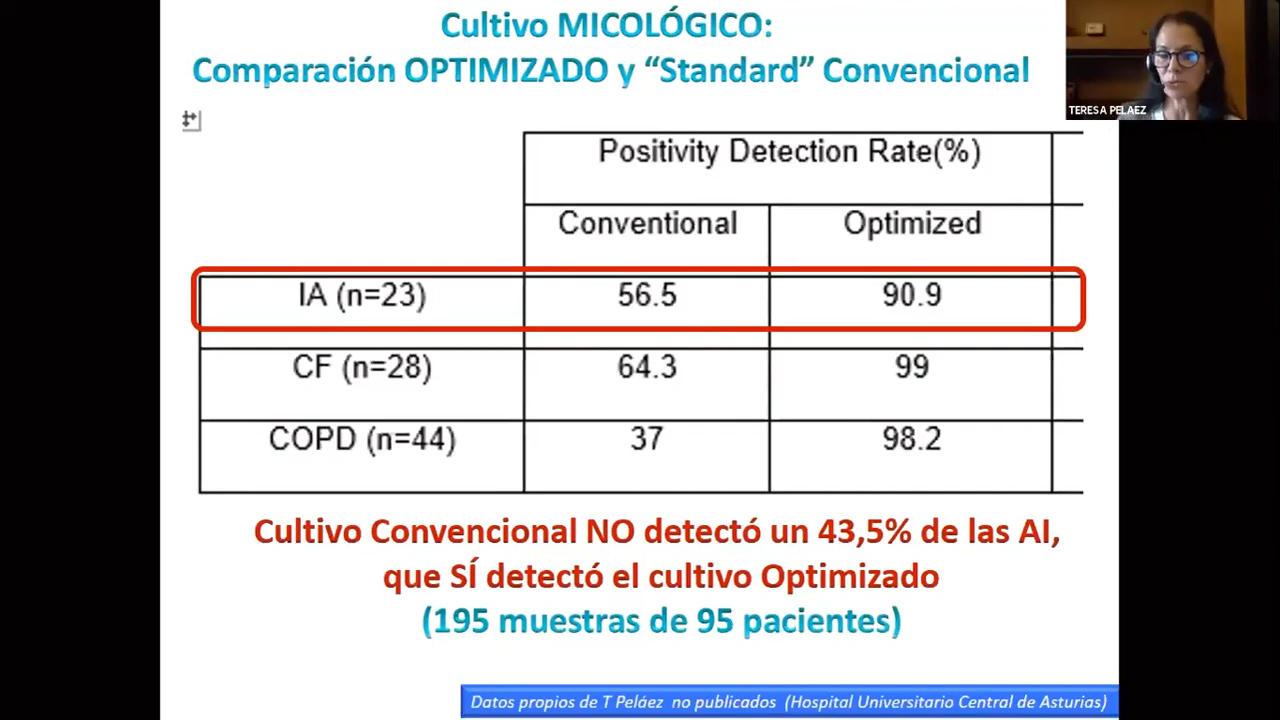 Cultivo MICOLÓGICO:
Comparación OPTIMIZADO y “Standard” Convencional
TERESA PELAEZ
Positivity Detection Rate(%)
Conventional Optimized
IA (n=23) 56.5 90.9
CF (n=28) 64.3 99
COPD (n=44) 37 98.2
Cultivo Convencional NO detectó un 43,5% de las AI,
que SÍ detectó el cultivo Optimizado
(195 muestras de 95 pacientes)
Datos propios de T Peláez no publicados (Hospital Universitario Central de Asturias)